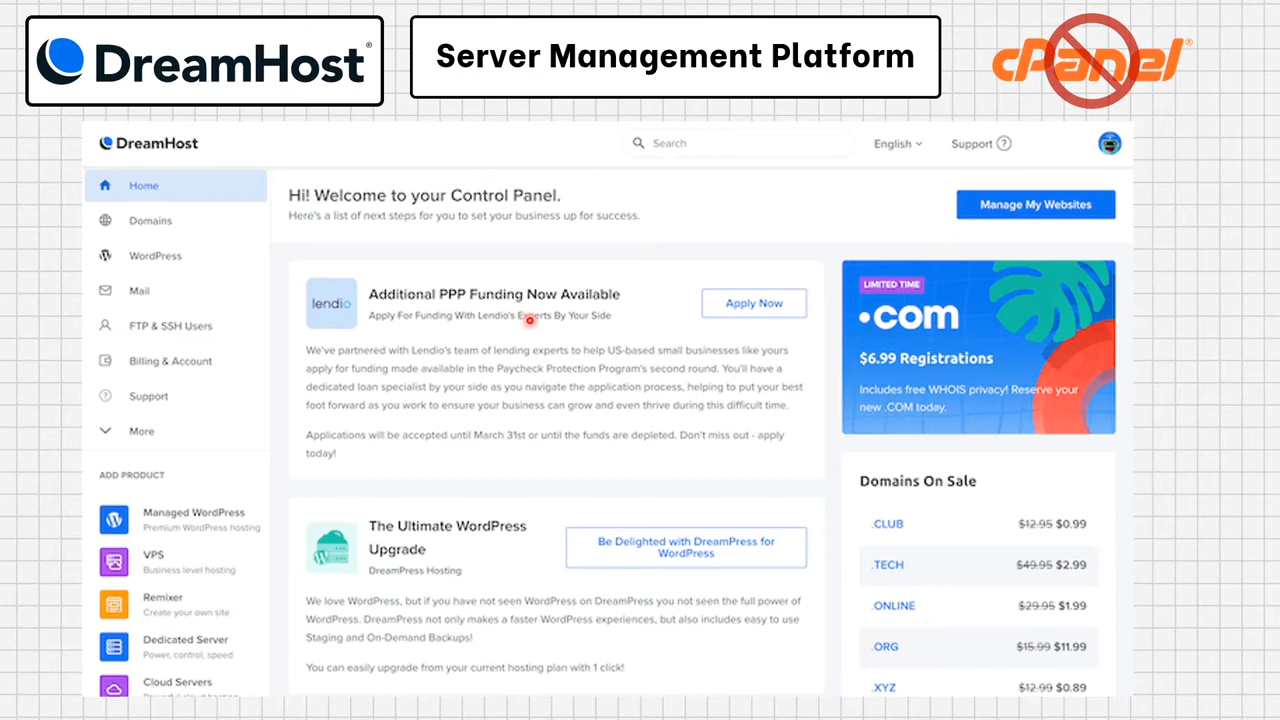 DreamHost®
Server Management Platform
cPanel®
DreamHost
Search
English
Support ?
Home
Domains
WordPress
Mail
FTP & SSH Users
Billing & Account
Support
More
ADD PRODUCT
Managed WordPress
Premium WordPress hosting
VPS
Business level hosting
Remixer
Create your own site
Dedicated Server
Power, control, speed
Cloud Servers
Powerful cloud hosting
Hi! Welcome to your Control Panel.
Here's a list of next steps for you to set your business up for success.
Manage My Websites
lendio
Additional PPP Funding Now Available
Apply For Funding With Lendio's Experts By Your Side
Apply Now
We've partnered with Lendio's team of lending experts to help US-based small businesses like yours
apply for funding made available in the Paycheck Protection Program's second round. You'll have a
dedicated loan specialist by your side as you navigate the application process, helping to put your best
foot forward as you work to ensure your business can grow and even thrive during this difficult time.
Applications will be accepted until March 31st or until the funds are depleted. Don't miss out - apply
today!
The Ultimate WordPress
Upgrade
DreamPress Hosting
Be Delighted with DreamPress for
WordPress
We love WordPress, but if you have not seen WordPress on DreamPress you not seen the full power of
WordPress. DreamPress not only makes a faster WordPress experiences, but also includes easy to use
Staging and On-Demand Backups!
You can easily upgrade from your current hosting plan with 1 click!
LIMITED TIME
.com
$6.99 Registrations
Includes free WHOIS privacy! Reserve your
new .COM today.
Domains On Sale
.CLUB $12.95 $0.99
.TECH $49.95 $2.99
.ONLINE $29.95 $1.99
.ORG $15.99 $11.99
.XYZ $12.99 $0.89